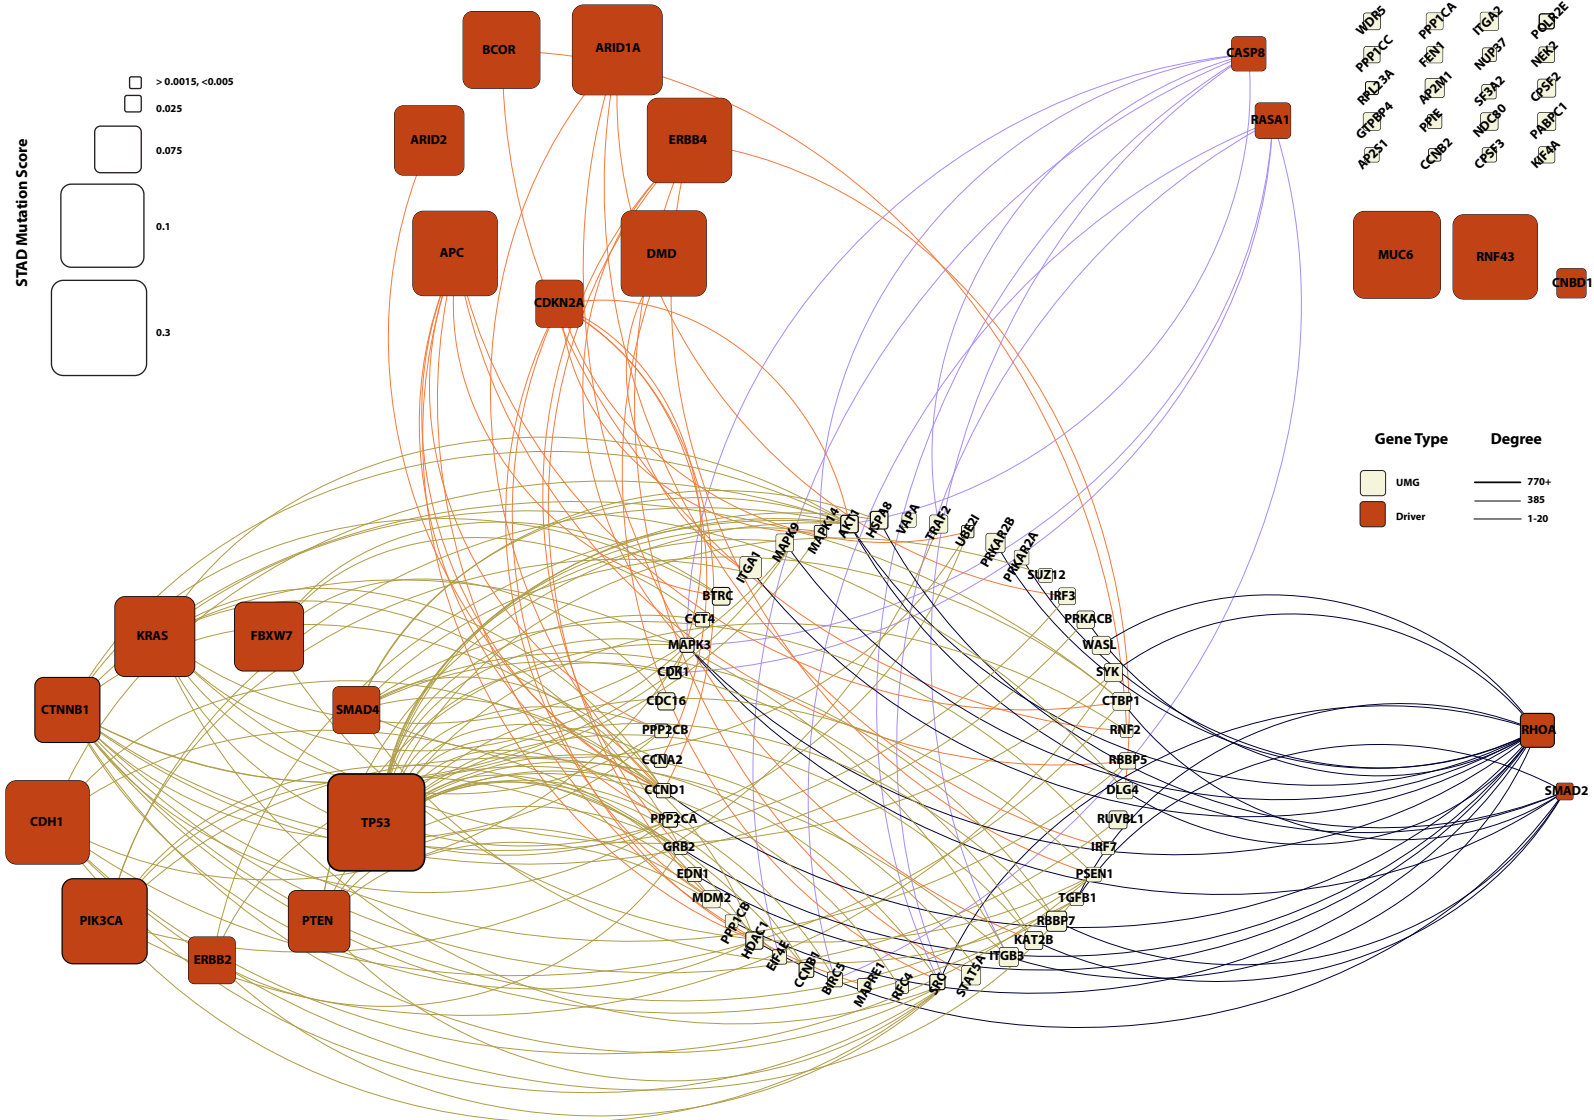 STAD Mutation Score
> 0.0015, <0.005
0.025
0.075
0.1
0.3
BCOR
ARID1A
ARID2
ERBB4
APC
DMD
CDKN2A
CASP8
RASA1
WDR5
PPP1CA
ITGA2
POLR2E
PPP1CC
FEN1
NUP37
NEK2
RPL23A
AP2M1
SF3A2
CPSF2
GTPBP4
PPIE
NDC80
PABPC1
AP2S1
CCNB2
CPSF3
KIF4A
MUC6
RNF43
CNBD1
Gene Type
Degree
UMG
Driver
770+
385
1-20
KRAS
FBXW7
CTNNB1
SMAD4
CDH1
TP53
PIK3CA
PTEN
ERBB2
RHOA
SMAD2
ITGA1
MAPK9
MAPK14
AKT1
HSPA8
VAPA
TRAF2
UBE2I
PRKAR2B
PRKAR2A
SUZ12
IRF3
PRKACB
WASL
SYK
CTBP1
RNF2
RBBP5
DLG4
RUVBL1
IRF7
PSEN1
TGFB1
RBBP7
KAT2B
ITGB3
STAT5A
SRC
RFC4
MAPRE1
BIRC5
CCNB1
EIF4E
HDAC1
PPP1CB
MDM2
EDN1
GRB2
PPP2CA
CCND1
CCNA2
PPP2CB
CDC16
CDK1
MAPK3
CCT4
BTRC